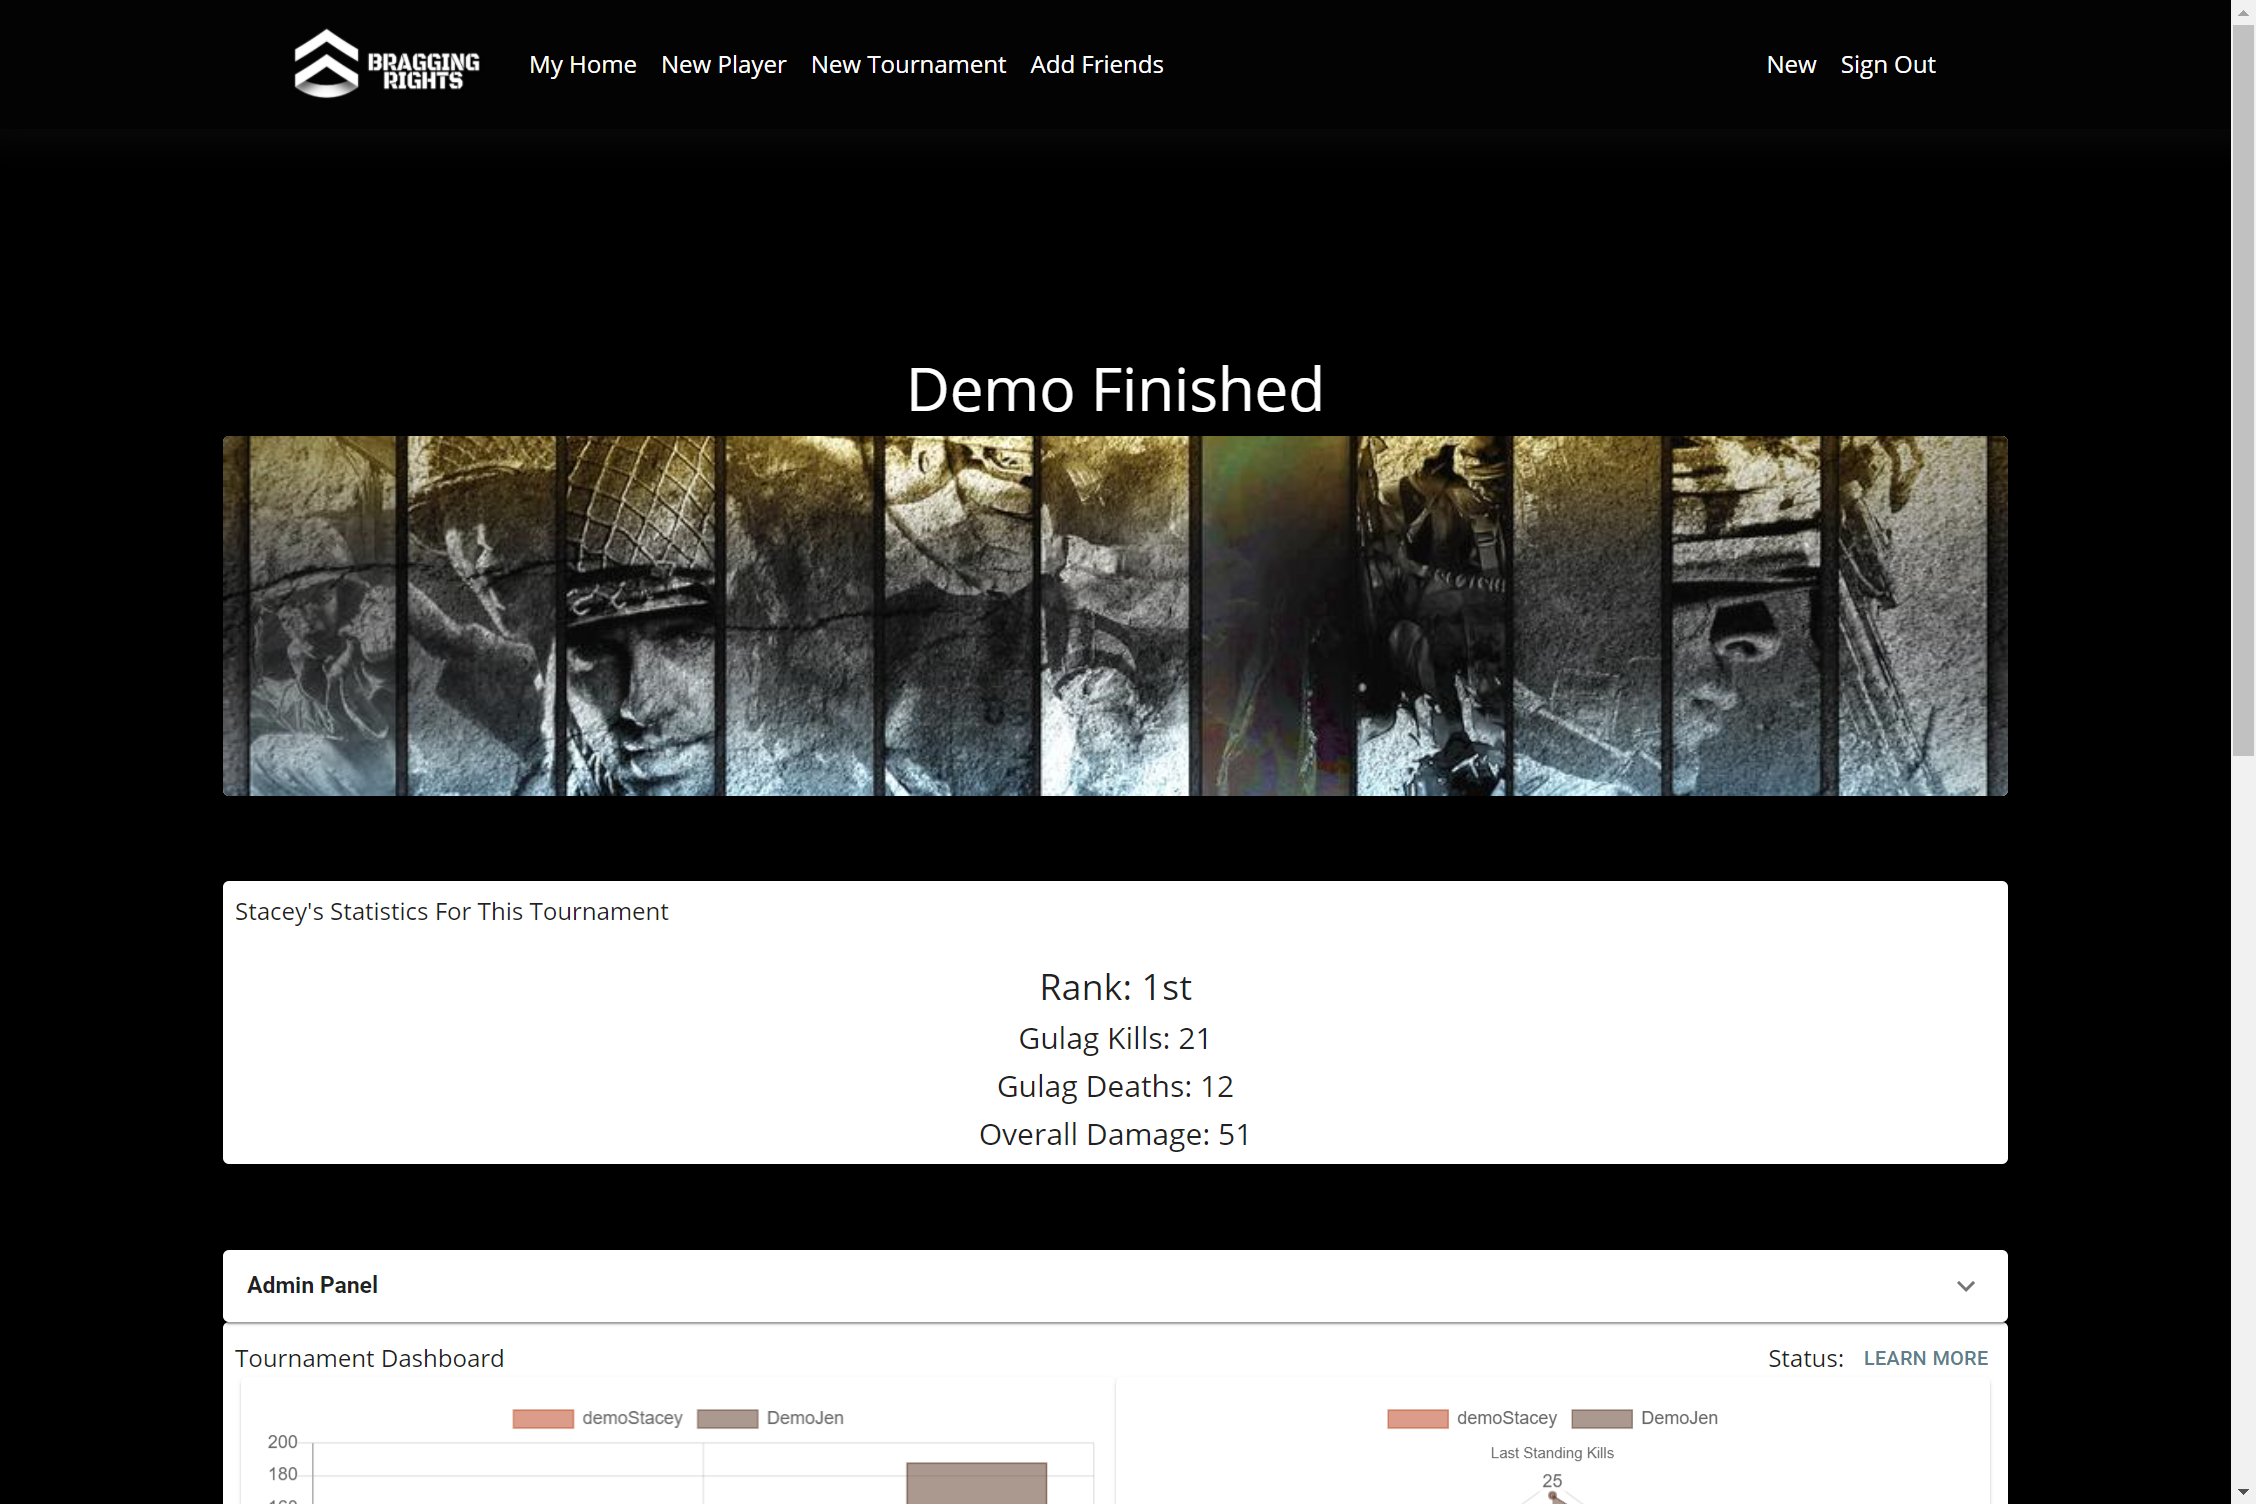 BRAGGING
RIGHTS
My Home New Player New Tournament Add Friends New Sign Out
Demo Finished
Stacey's Statistics For This Tournament
Rank: 1st
Gulag Kills: 21
Gulag Deaths: 12
Overall Damage: 51
Admin Panel
Tournament Dashboard Status: LEARN MORE
demoStacey DemoJen
200
180
demoStacey DemoJen
Last Standing Kills
25